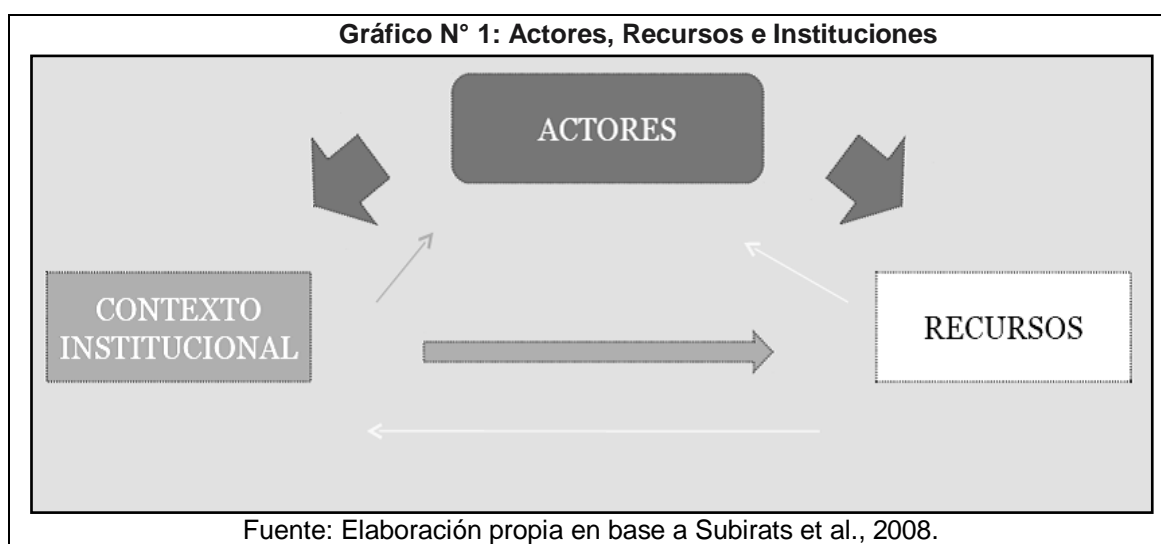 Gráfico N° 1: Actores, Recursos e Instituciones
ACTORES
CONTEXTO
INSTITUCIONAL
RECURSOS
Fuente: Elaboración propia en base a Subirats et al., 2008.